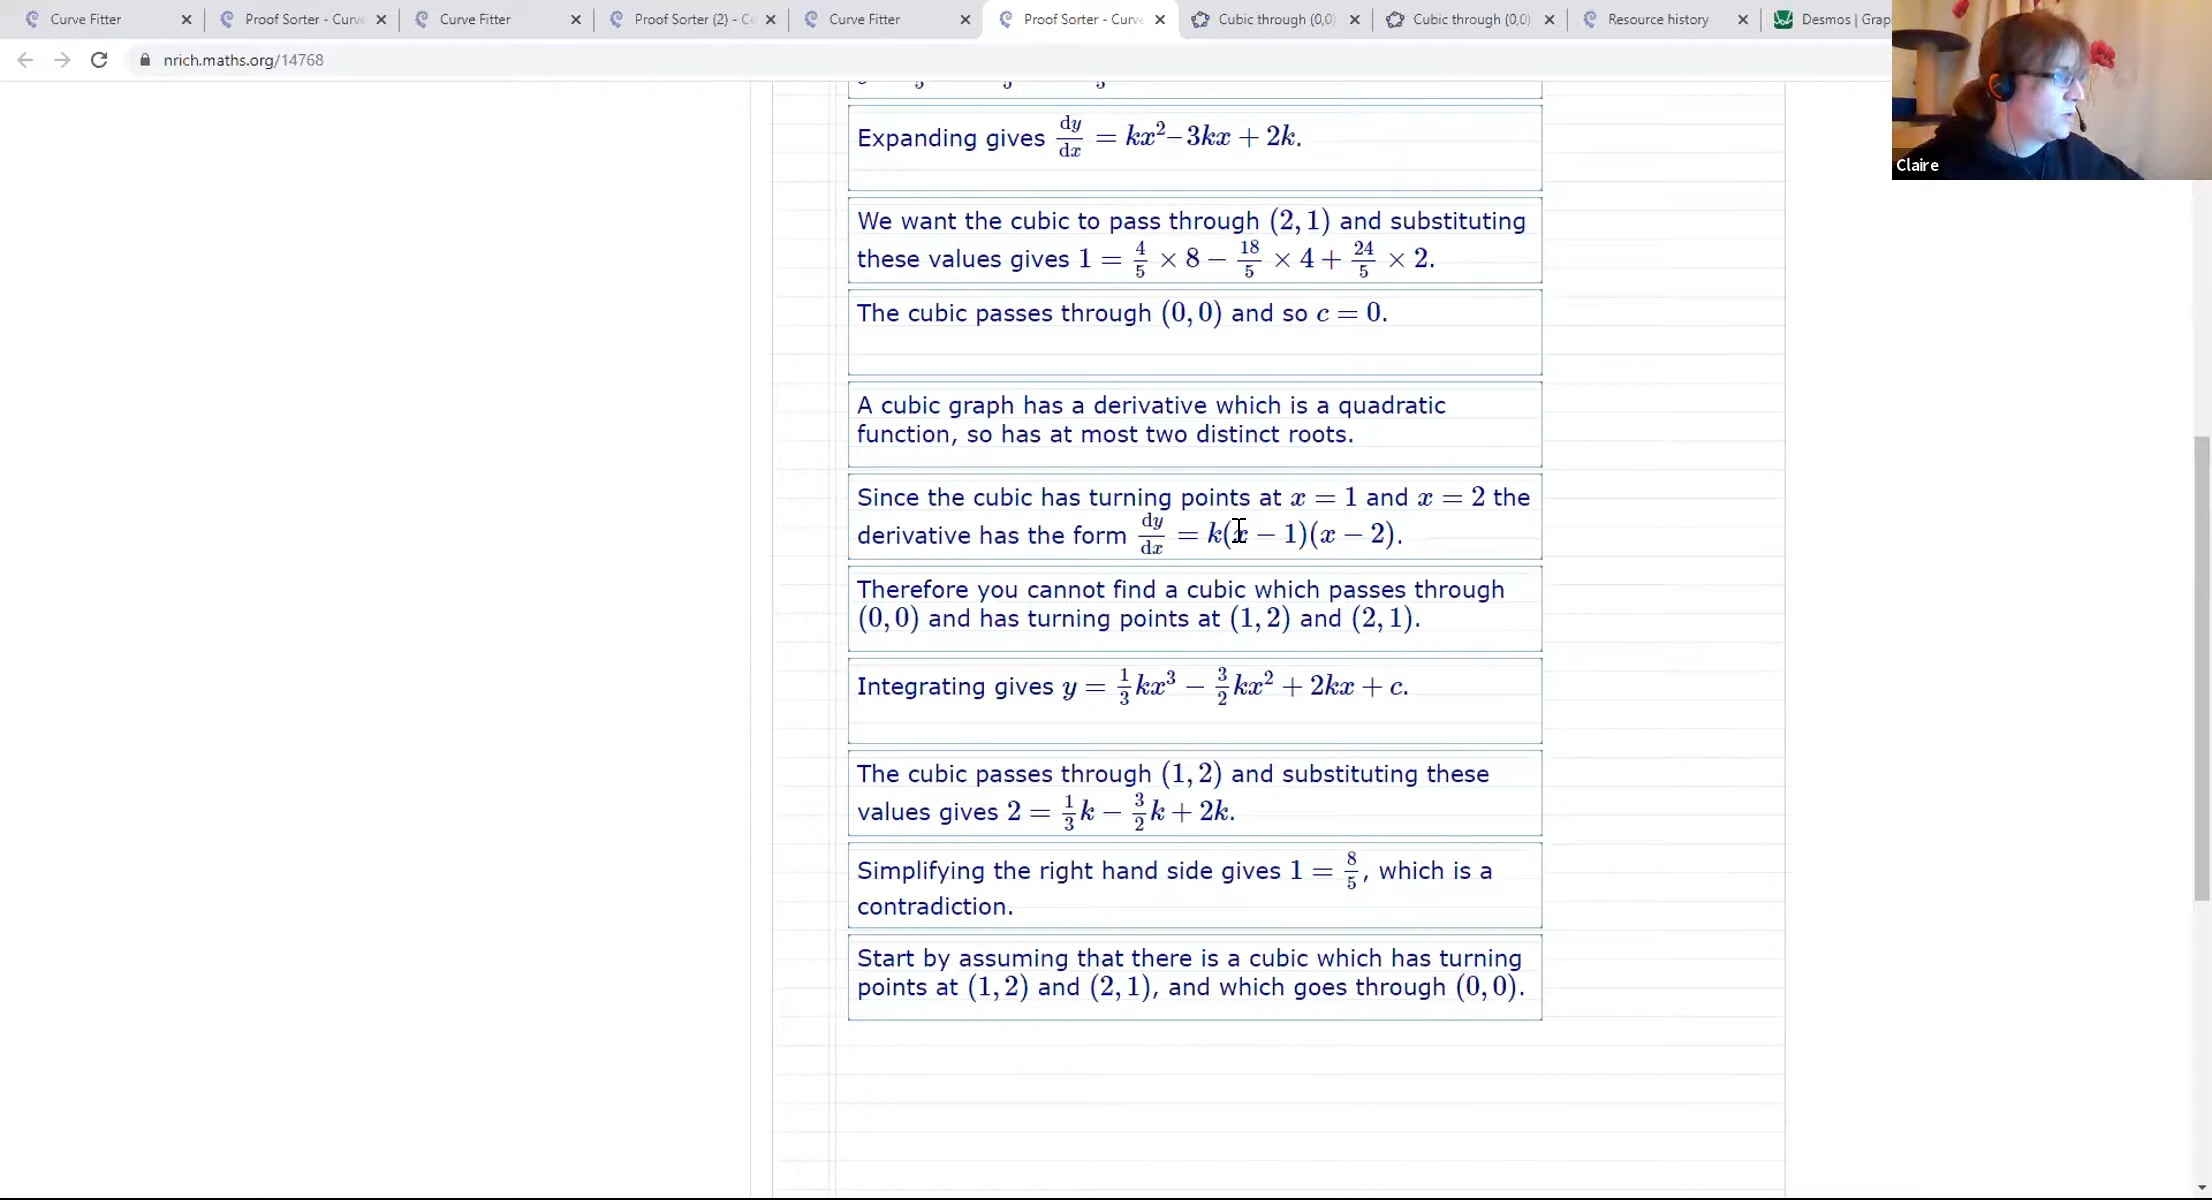 Curve Fitter
Proof Sorter - Curve
Curve Fitter
Proof Sorter (2) - C
Curve Fitter
Proof Sorter - Curve
Cubic through (0,0)
Cubic through (0,0)
Resource history
Desmos | Grap
nrich.maths.org/14768
Claire
Expanding gives dy/dx = kx² − 3kx + 2k.
We want the cubic to pass through (2, 1) and substituting
these values gives 1 = 4/5 × 8 − 18/5 × 4 + 24/5 × 2.
The cubic passes through (0, 0) and so c = 0.
A cubic graph has a derivative which is a quadratic
function, so has at most two distinct roots.
Since the cubic has turning points at x = 1 and x = 2 the
derivative has the form dy/dx = k(x − 1)(x − 2).
Therefore you cannot find a cubic which passes through
(0, 0) and has turning points at (1, 2) and (2, 1).
Integrating gives y = 1/3 kx³ − 3/2 kx² + 2kx + c.
The cubic passes through (1, 2) and substituting these
values gives 2 = 1/3 k − 3/2 k + 2k.
Simplifying the right hand side gives 1 = 8/5, which is a
contradiction.
Start by assuming that there is a cubic which has turning
points at (1, 2) and (2, 1), and which goes through (0, 0).